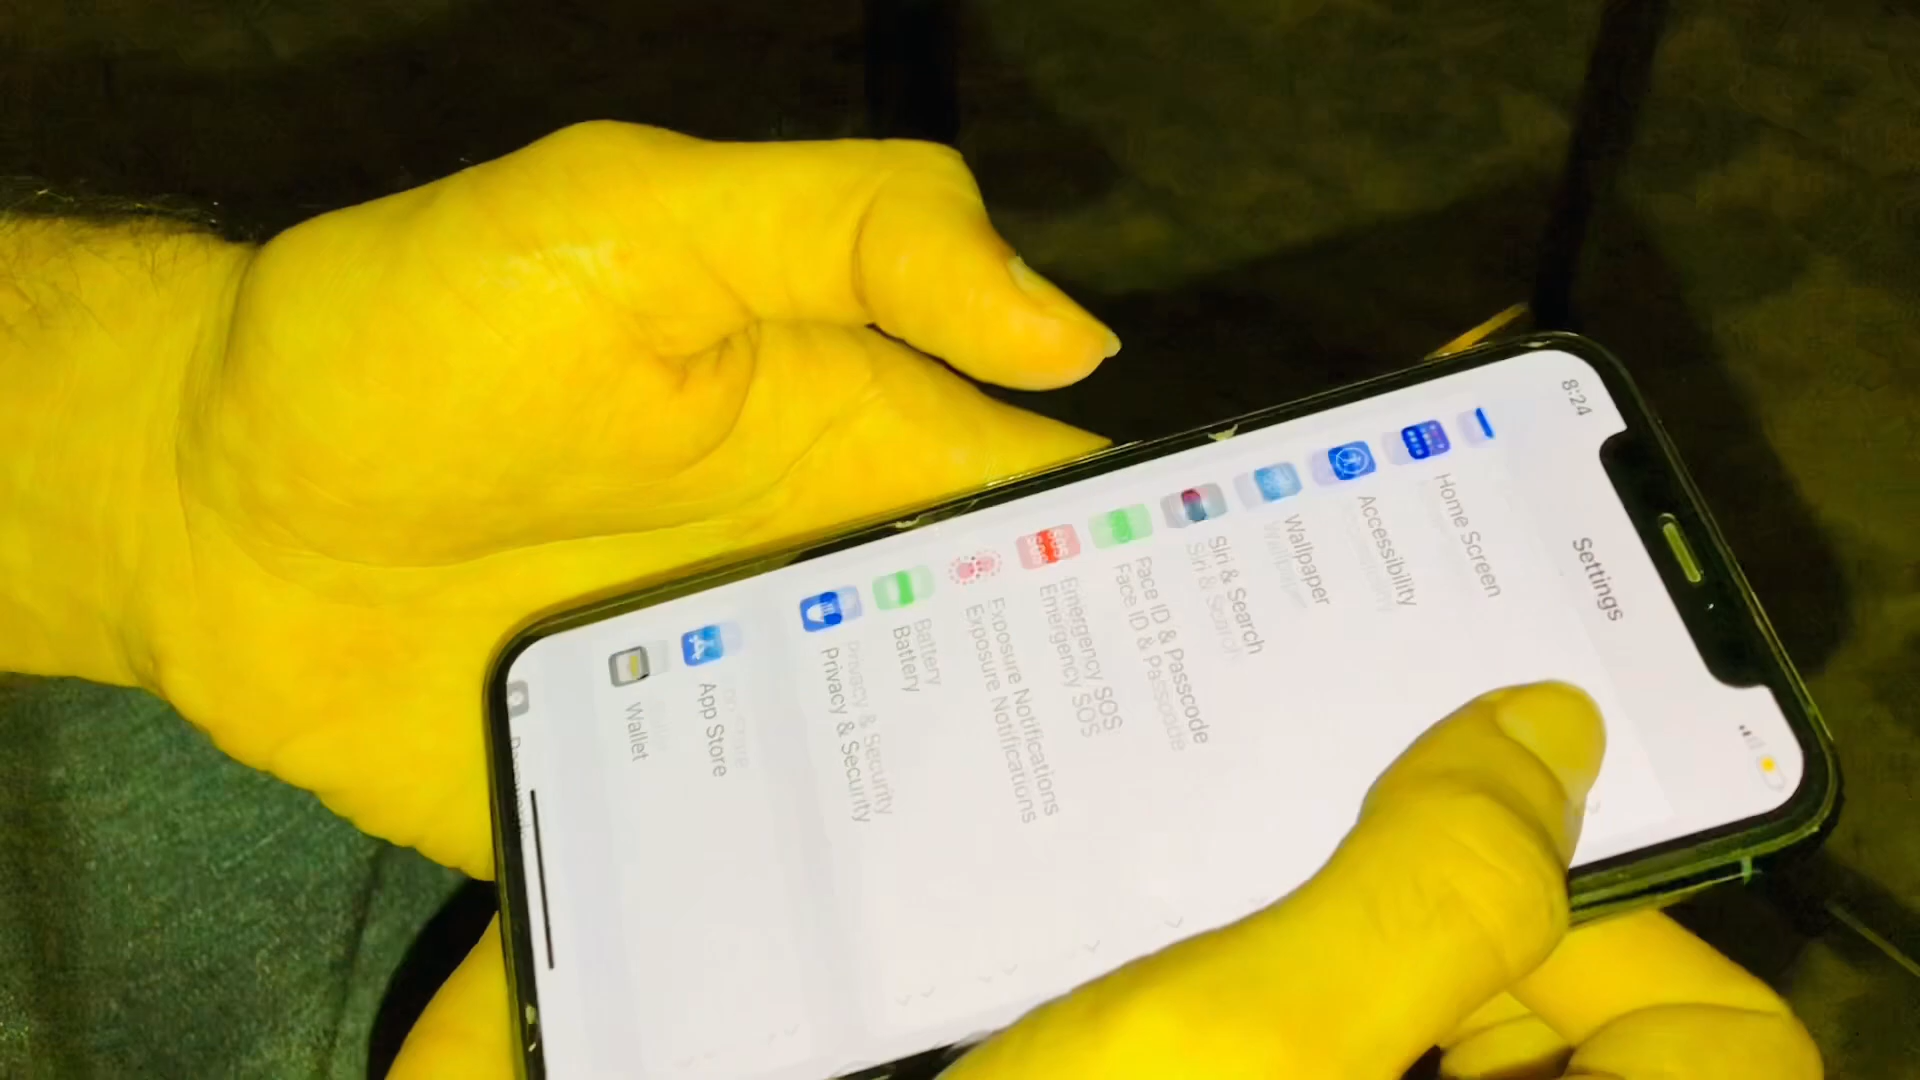 8:24
Settings
Home Screen
Accessibility
Wallpaper
Siri & Search
Face ID & Passcode
Emergency SOS
Exposure Notifications
Battery
Privacy & Security
App Store
Wallet